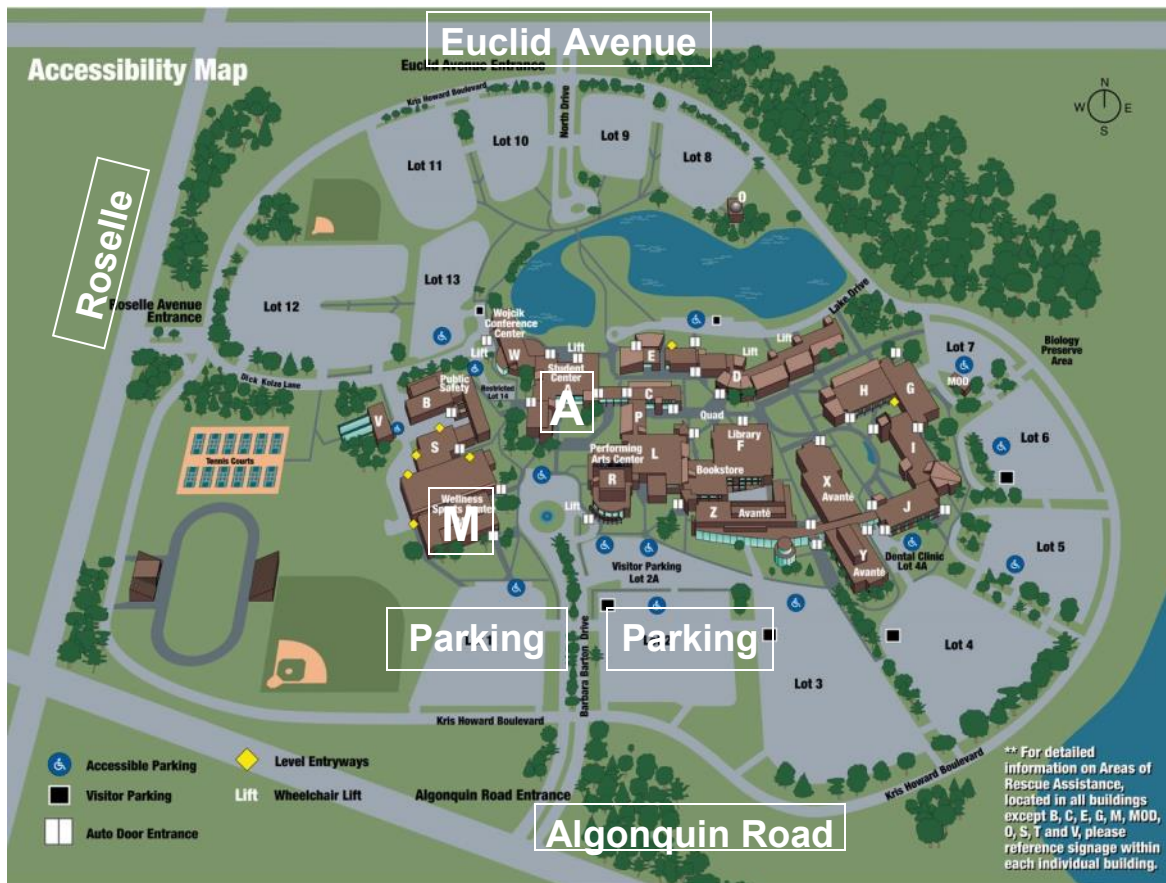 Euclid Avenue
Accessibility Map
Euclid Avenue Entrance
Kris Howard Boulevard
North Drive
N
W E
S
Lot 11
Lot 10
Lot 9
Lot 8
O
Roselle
Roselle Avenue
Entrance
Lot 12
Lot 13
Lake Drive
Wojcik
Conference
Center
Lift
W
Lift
Student
Center
A
E
Lift
D
Lift
Lot 7
MOD
Biology
Preserve
Area
Dick Kolze Lane
Public
Safety
B
Restricted
Lot 14
C
P
Quad
H
G
V
S
Tennis Courts
Performing
Arts Center
R
L
Library
F
Bookstore
I
Lot 6
X
Avanté
Wellness
Sports Center
M
Lift
Z
Avanté
J
Y
Avanté
Dental Clinic
Lot 4A
Lot 5
Visitor Parking
Lot 2A
Parking
Parking
Barbara Barton Drive
Lot 3
Lot 4
Kris Howard Boulevard
Kris Howard Boulevard
Accessible Parking
Level Entryways
Visitor Parking
Lift Wheelchair Lift
Auto Door Entrance
Algonquin Road Entrance
Algonquin Road
** For detailed
information on Areas of
Rescue Assistance,
located in all buildings
except B, C, E, G, M, MOD,
O, S, T and V, please
reference signage within
each individual building.